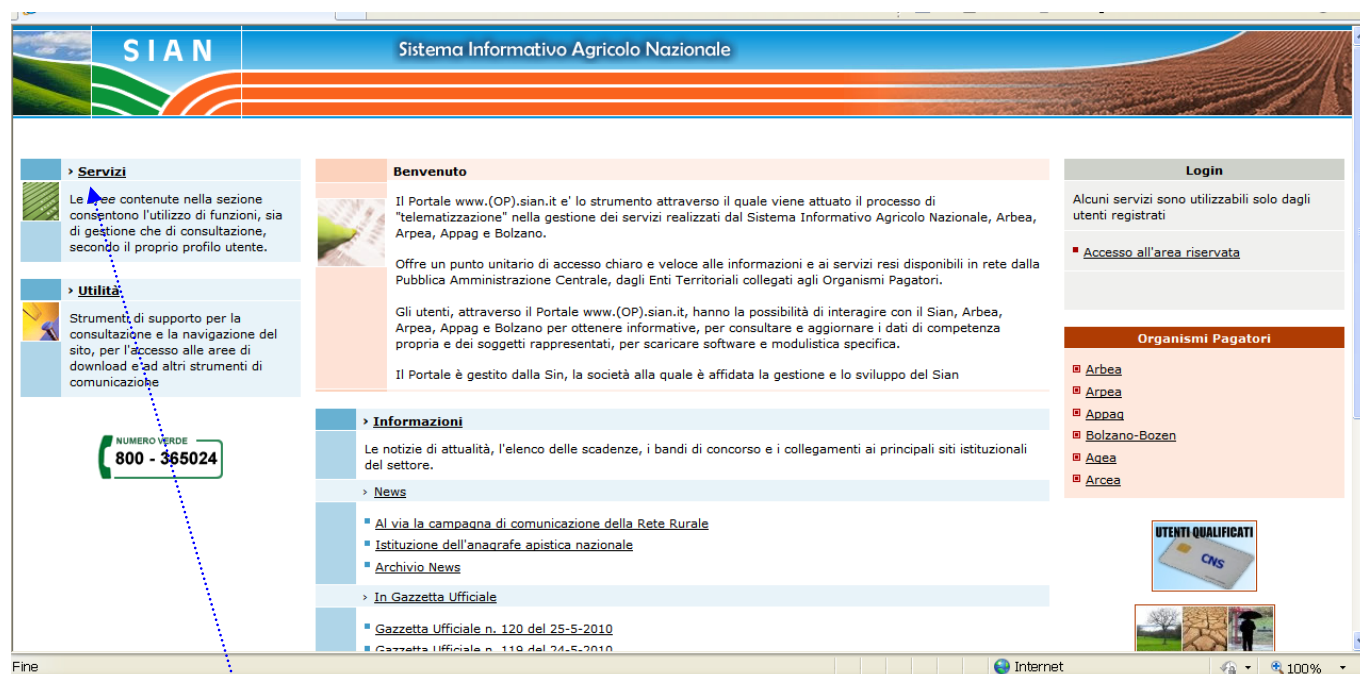 SIAN
Sistema Informativo Agricolo Nazionale
› Servizi
Le aree contenute nella sezione
consentono l'utilizzo di funzioni, sia
di gestione che di consultazione,
secondo il proprio profilo utente.
› Utilità
Strumenti di supporto per la
consultazione e la navigazione del
sito, per l'accesso alle aree di
download e ad altri strumenti di
comunicazione
NUMERO VERDE
800 - 365024
Benvenuto
Il Portale www.(OP).sian.it e' lo strumento attraverso il quale viene attuato il processo di
"telematizzazione" nella gestione dei servizi realizzati dal Sistema Informativo Agricolo Nazionale, Arbea,
Arpea, Appag e Bolzano.
Offre un punto unitario di accesso chiaro e veloce alle informazioni e ai servizi resi disponibili in rete dalla
Pubblica Amministrazione Centrale, dagli Enti Territoriali collegati agli Organismi Pagatori.
Gli utenti, attraverso il Portale www.(OP).sian.it, hanno la possibilità di interagire con il Sian, Arbea,
Arpea, Appag e Bolzano per ottenere informative, per consultare e aggiornare i dati di competenza
propria e dei soggetti rappresentati, per scaricare software e modulistica specifica.
Il Portale è gestito dalla Sin, la società alla quale è affidata la gestione e lo sviluppo del Sian
› Informazioni
Le notizie di attualità, l'elenco delle scadenze, i bandi di concorso e i collegamenti ai principali siti istituzionali
del settore.
› News
Al via la campagna di comunicazione della Rete Rurale
Istituzione dell'anagrafe apistica nazionale
Archivio News
› In Gazzetta Ufficiale
Gazzetta Ufficiale n. 120 del 25-5-2010
Gazzetta Ufficiale n. 119 del 24-5-2010
Login
Alcuni servizi sono utilizzabili solo dagli
utenti registrati
Accesso all'area riservata
Organismi Pagatori
Arbea
Arpea
Appag
Bolzano-Bozen
Agea
Arcea
UTENTI QUALIFICATI
CNS
Fine
Internet
100%